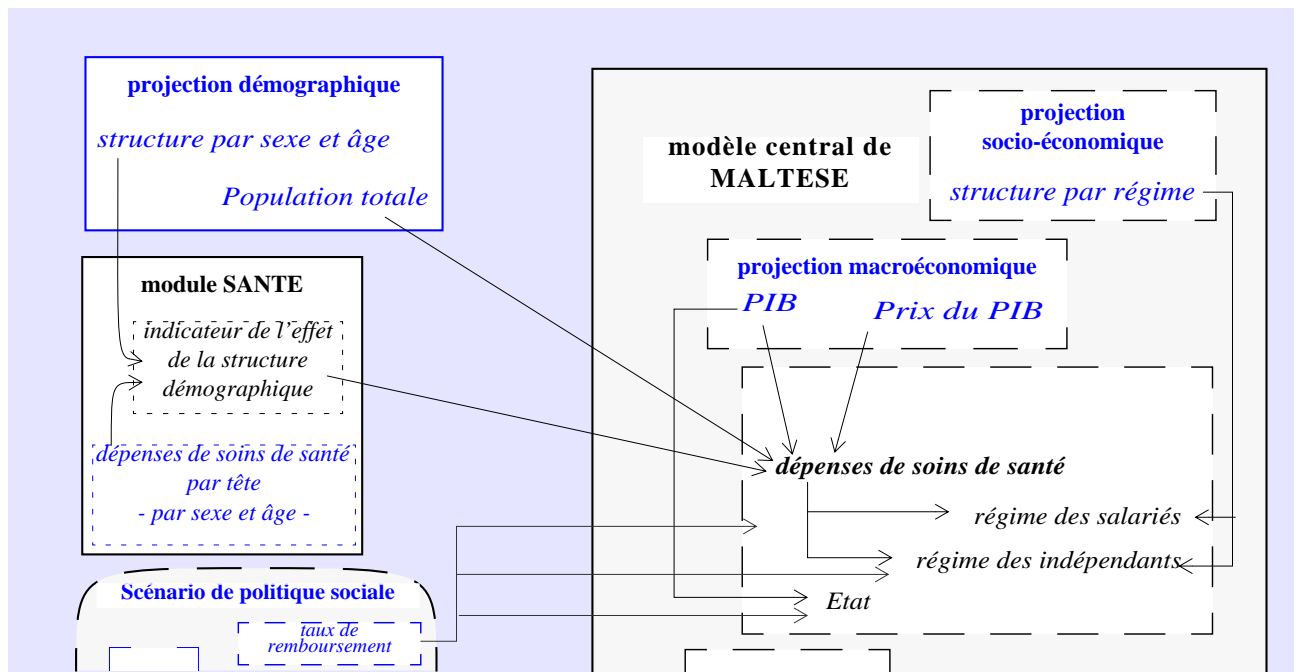 projection démographique
structure par sexe et âge
Population totale
module SANTE
indicateur de l'effet
de la structure
démographique
dépenses de soins de santé
par tête
- par sexe et âge -
Scénario de politique sociale
taux de
remboursement
modèle central de
MALTESE
projection
socio-économique
structure par régime
projection macroéconomique
PIB Prix du PIB
dépenses de soins de santé
régime des salariés
régime des indépendants
Etat